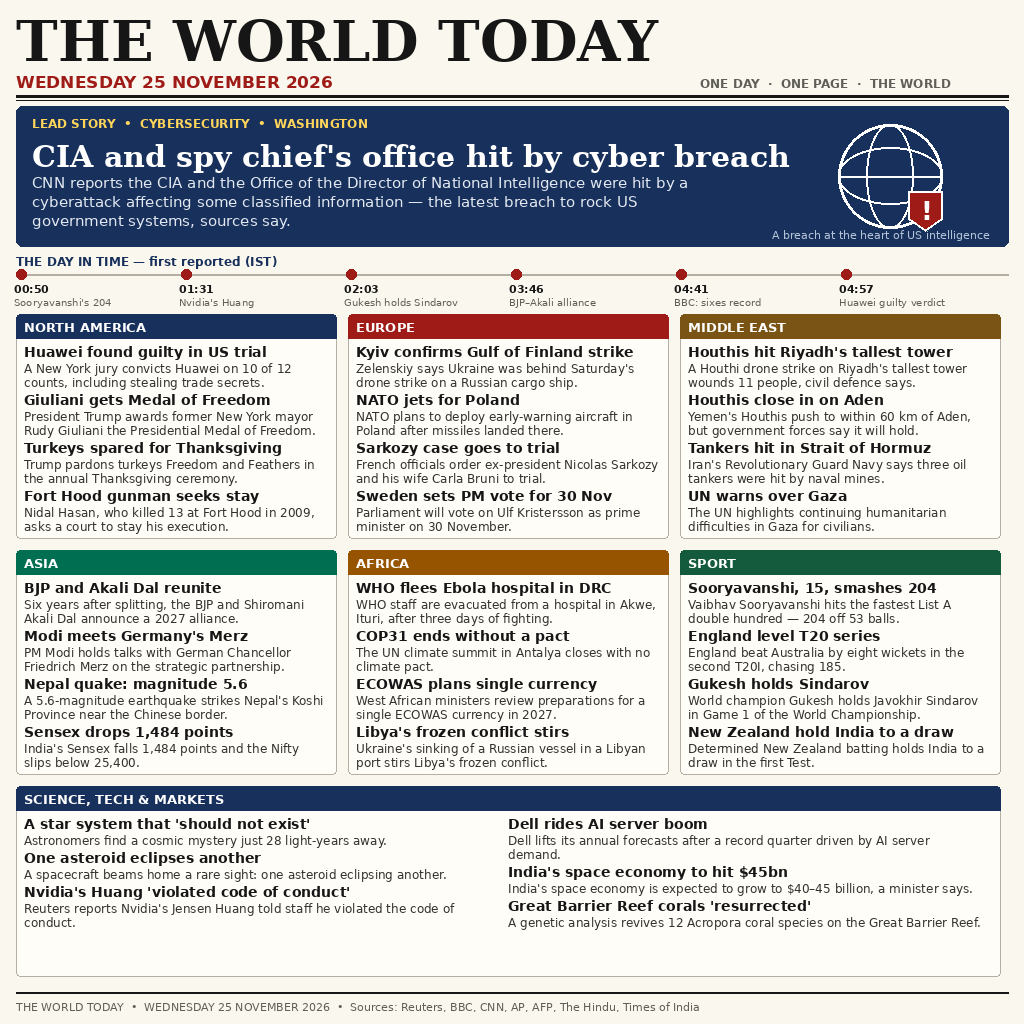 THE WORLD TODAY
WEDNESDAY 25 NOVEMBER 2026
ONE DAY · ONE PAGE · THE WORLD
LEAD STORY • CYBERSECURITY • WASHINGTON
CIA and spy chief's office hit by cyber breach
CNN reports the CIA and the Office of the Director of National Intelligence were hit by a
cyberattack affecting some classified information — the latest breach to rock US
government systems, sources say.
!
A breach at the heart of US intelligence
THE DAY IN TIME — first reported (IST)
00:50
Sooryavanshi's 204
01:31
Nvidia's Huang
02:03
Gukesh holds Sindarov
03:46
BJP–Akali alliance
04:41
BBC: sixes record
04:57
Huawei guilty verdict
NORTH AMERICA
Huawei found guilty in US trial
A New York jury convicts Huawei on 10 of 12
counts, including stealing trade secrets.
Giuliani gets Medal of Freedom
President Trump awards former New York mayor
Rudy Giuliani the Presidential Medal of Freedom.
Turkeys spared for Thanksgiving
Trump pardons turkeys Freedom and Feathers in
the annual Thanksgiving ceremony.
Fort Hood gunman seeks stay
Nidal Hasan, who killed 13 at Fort Hood in 2009,
asks a court to stay his execution.
EUROPE
Kyiv confirms Gulf of Finland strike
Zelenskiy says Ukraine was behind Saturday's
drone strike on a Russian cargo ship.
NATO jets for Poland
NATO plans to deploy early-warning aircraft in
Poland after missiles landed there.
Sarkozy case goes to trial
French officials order ex-president Nicolas Sarkozy
and his wife Carla Bruni to trial.
Sweden sets PM vote for 30 Nov
Parliament will vote on Ulf Kristersson as prime
minister on 30 November.
MIDDLE EAST
Houthis hit Riyadh's tallest tower
A Houthi drone strike on Riyadh's tallest tower
wounds 11 people, civil defence says.
Houthis close in on Aden
Yemen's Houthis push to within 60 km of Aden,
but government forces say it will hold.
Tankers hit in Strait of Hormuz
Iran's Revolutionary Guard Navy says three oil
tankers were hit by naval mines.
UN warns over Gaza
The UN highlights continuing humanitarian
difficulties in Gaza for civilians.
ASIA
BJP and Akali Dal reunite
Six years after splitting, the BJP and Shiromani
Akali Dal announce a 2027 alliance.
Modi meets Germany's Merz
PM Modi holds talks with German Chancellor
Friedrich Merz on the strategic partnership.
Nepal quake: magnitude 5.6
A 5.6-magnitude earthquake strikes Nepal's Koshi
Province near the Chinese border.
Sensex drops 1,484 points
India's Sensex falls 1,484 points and the Nifty
slips below 25,400.
AFRICA
WHO flees Ebola hospital in DRC
WHO staff are evacuated from a hospital in Akwe,
Ituri, after three days of fighting.
COP31 ends without a pact
The UN climate summit in Antalya closes with no
climate pact.
ECOWAS plans single currency
West African ministers review preparations for a
single ECOWAS currency in 2027.
Libya's frozen conflict stirs
Ukraine's sinking of a Russian vessel in a Libyan
port stirs Libya's frozen conflict.
SPORT
Sooryavanshi, 15, smashes 204
Vaibhav Sooryavanshi hits the fastest List A
double hundred — 204 off 53 balls.
England level T20 series
England beat Australia by eight wickets in the
second T20I, chasing 185.
Gukesh holds Sindarov
World champion Gukesh holds Javokhir Sindarov
in Game 1 of the World Championship.
New Zealand hold India to a draw
Determined New Zealand batting holds India to a
draw in the first Test.
SCIENCE, TECH & MARKETS
A star system that 'should not exist'
Astronomers find a cosmic mystery just 28 light-years away.
One asteroid eclipses another
A spacecraft beams home a rare sight: one asteroid eclipsing another.
Nvidia's Huang 'violated code of conduct'
Reuters reports Nvidia's Jensen Huang told staff he violated the code of
conduct.
Dell rides AI server boom
Dell lifts its annual forecasts after a record quarter driven by AI server
demand.
India's space economy to hit $45bn
India's space economy is expected to grow to $40–45 billion, a minister says.
Great Barrier Reef corals 'resurrected'
A genetic analysis revives 12 Acropora coral species on the Great Barrier Reef.
THE WORLD TODAY • WEDNESDAY 25 NOVEMBER 2026 • Sources: Reuters, BBC, CNN, AP, AFP, The Hindu, Times of India